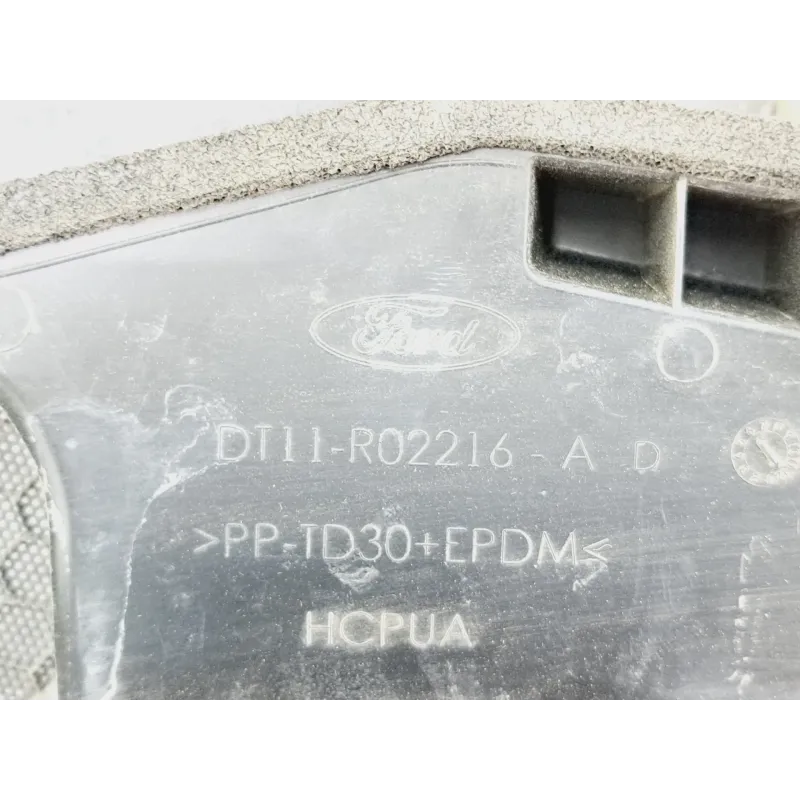 Ford
DT11-R02216-A D
>PP-TD30+EPDM<
HCPUA